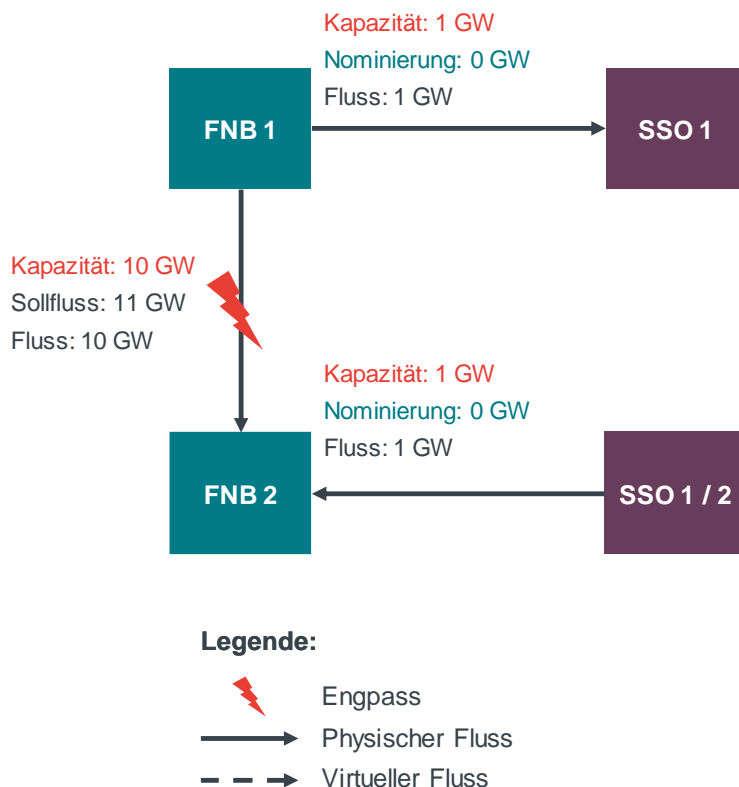 Kapazität: 1 GW
Nominierung: 0 GW
Fluss: 1 GW
FNB 1
SSO 1
Kapazität: 10 GW
Sollfluss: 11 GW
Fluss: 10 GW
Kapazität: 1 GW
Nominierung: 0 GW
Fluss: 1 GW
FNB 2
SSO 1 / 2
Legende:
Engpass
Physischer Fluss
Virtueller Fluss